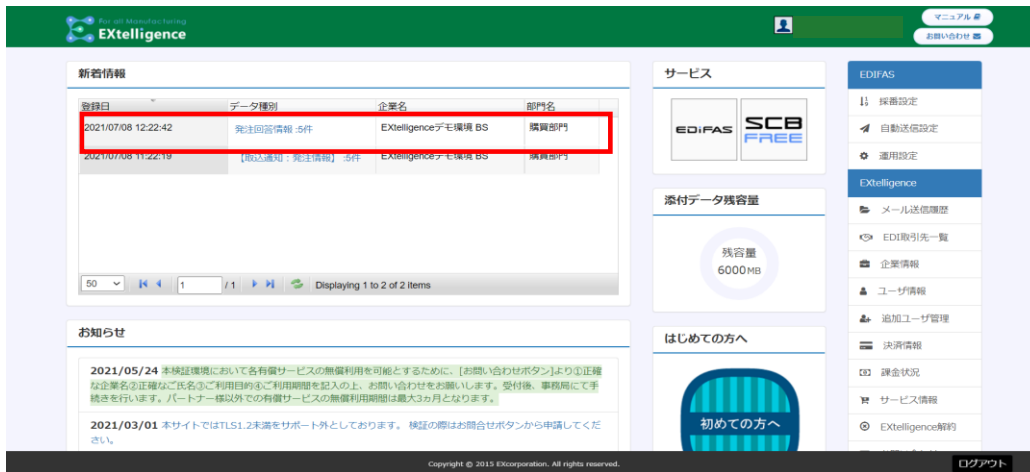 For all Manufacturing
EXtelligence
マニュアル
お問い合わせ
新着情報
登録日 データ種別 企業名 部門名
2021/07/08 12:22:42 発注回答情報 :5件 EXtelligenceデモ環境 BS 購買部門
2021/07/08 11:22:19 【取込通知：発注情報】 :5件 EXtelligenceデモ環境 BS 購買部門
50 1 / 1 Displaying 1 to 2 of 2 items
お知らせ
2021/05/24 本検証環境において各有償サービスの無償利用を可能とするために、[お問い合わせボタン]より①正確
な企業名②正確なご氏名③ご利用目的④ご利用期間を記入の上、お問い合わせをお願いします。受付後、事務局にて手
続きを行います。パートナー様以外での有償サービスの無償利用期間は最大3ヵ月となります。
2021/03/01 本サイトではTLS1.2未満をサポート外としております。 検証の際はお問合せボタンから申請してくだ
さい。
サービス
EDiFAS
SCB
FREE
添付データ残容量
残容量
6000MB
はじめての方へ
初めての方へ
EDIFAS
採番設定
自動送信設定
運用設定
EXtelligence
メール送信履歴
EDI取引先一覧
企業情報
ユーザ情報
追加ユーザ管理
決済情報
課金状況
サービス情報
EXtelligence解約
Copyright © 2015 EXcorporation. All rights reserved.
ログアウト